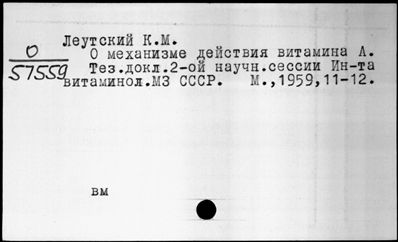 Леутский К.М.
О механизме действия витамина А.
Тез.докл.2-ой научн.сессии Ин-та
витаминол.МЗ СССР. М.,1959,11-12.
О
57559
вм